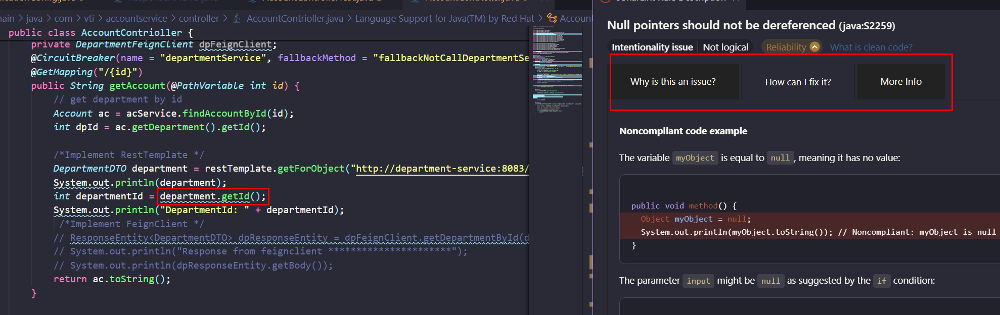 ain > java > com > vti > accountservice > controller > AccountContrioller.java > Language Support for Java(TM) by Red Hat > Accoun
public class AccountContrioller {
private DepartmentFeignClient dpFeignClient;
@CircuitBreaker(name = "departmentService", fallbackMethod = "fallbackNotCallDepartmentSe
@GetMapping("/{id}")
public String getAccount(@PathVariable int id) {
// get department by id
Account ac = acService.findAccountById(id);
int dpId = ac.getDepartment().getId();
/*Implement RestTemplate */
DepartmentDTO department = restTemplate.getForObject("http://department-service:8083/
System.out.println(department);
int departmentId = department.getId();
System.out.println("DepartmentId: " + departmentId);
/*Implement FeignClient */
// ResponseEntity<DepartmentDTO> dpResponseEntity = dpFeignClient.getDepartmentById(d
// System.out.println("Response from feignclient **********************");
// System.out.println(dpResponseEntity.getBody());
return ac.toString();
}
Null pointers should not be dereferenced (java:S2259)
Intentionality issue | Not logical Reliability What is clean code?
Why is this an issue? How can I fix it? More Info
Noncompliant code example
The variable myObject is equal to null, meaning it has no value:
public void method() {
Object myObject = null;
System.out.println(myObject.toString()); // Noncompliant: myObject is null
}
The parameter input might be null as suggested by the if condition: